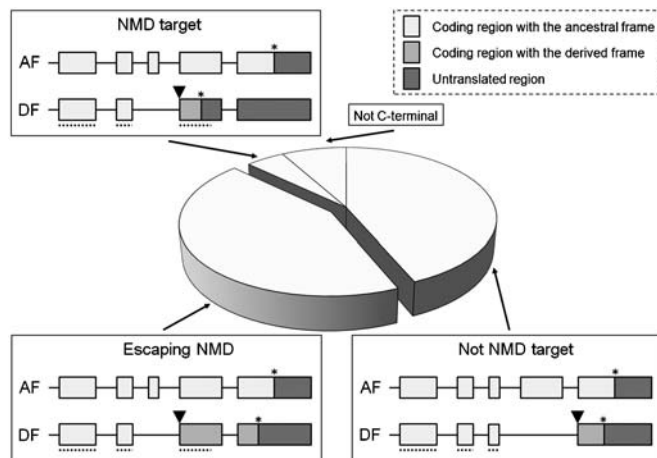 NMD target
AF
*
DF
*
Coding region with the ancestral frame
Coding region with the derived frame
Untranslated region
Not C-terminal
Escaping NMD
AF
*
DF
*
Not NMD target
AF
*
DF
*